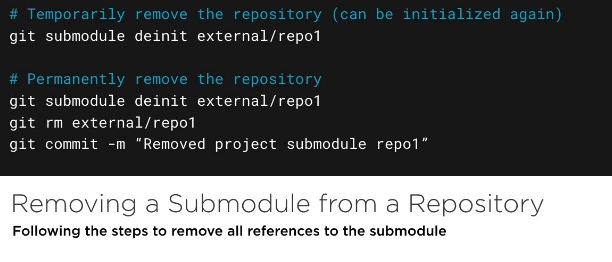 # Temporarily remove the repository (can be initialized again)
git submodule deinit external/repo1
# Permanently remove the repository
git submodule deinit external/repo1
git rm external/repo1
git commit -m “Removed project submodule repo1”
Removing a Submodule from a Repository
Following the steps to remove all references to the submodule